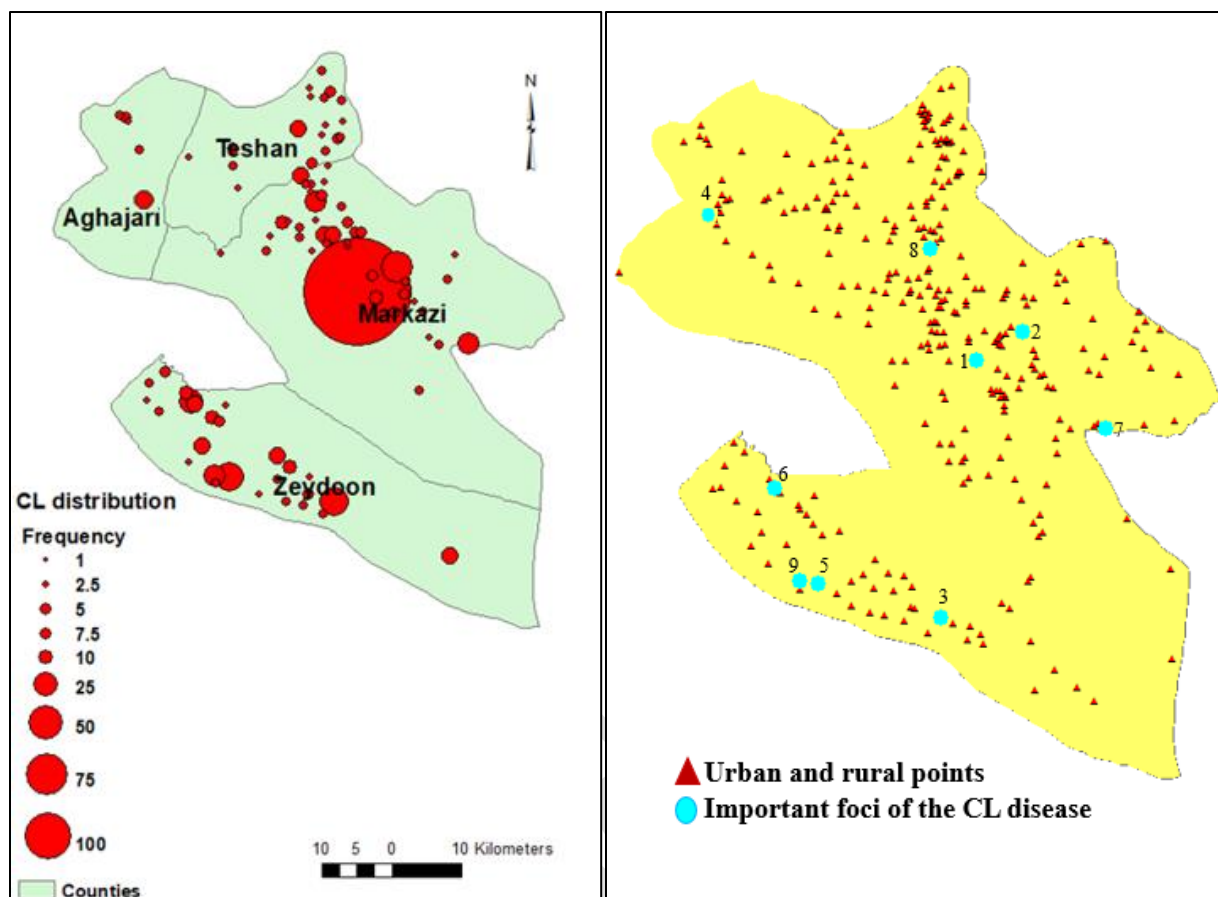 N
Teshan
Aghajari
Markazi
Zeydoon
CL distribution
Frequency
1
2.5
5
7.5
10
25
50
75
100
10 5 0 10 Kilometers
Counties
4
8
2
1
7
6
9 5
3
Urban and rural points
Important foci of the CL disease